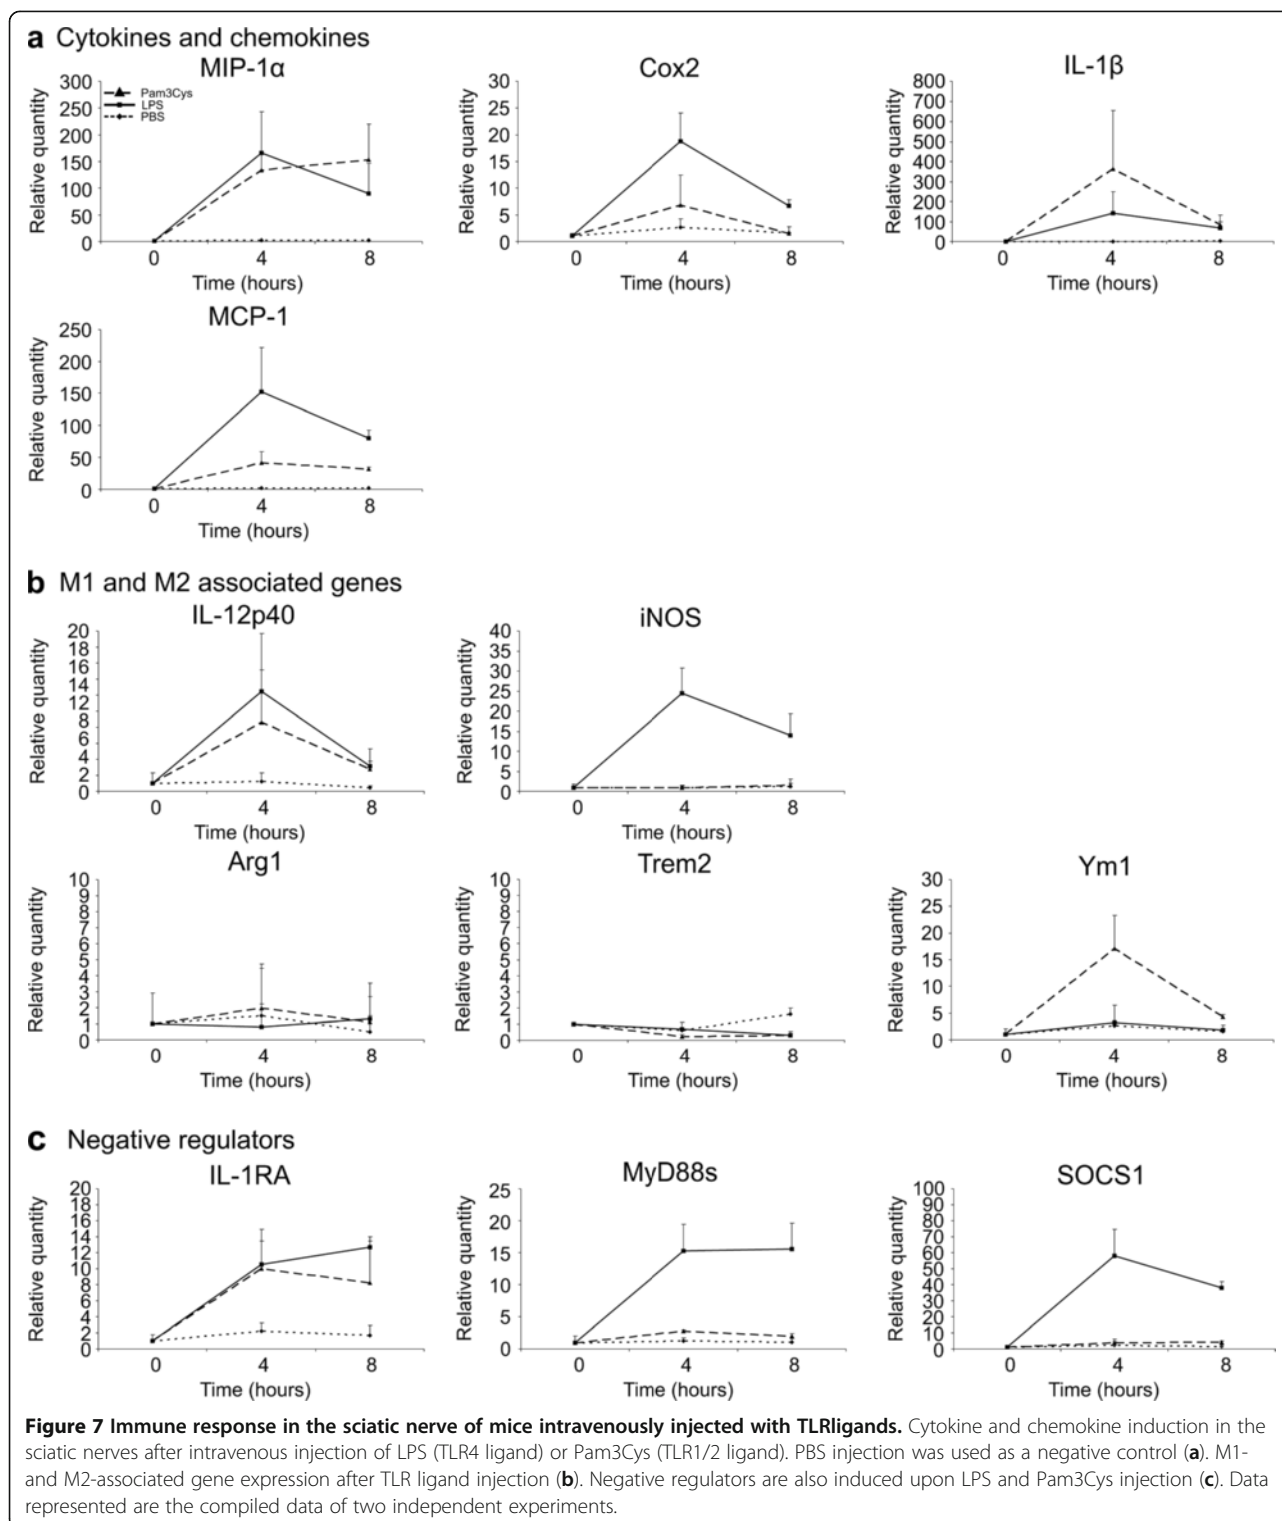 a Cytokines and chemokines
MIP-1α
Relative quantity
300
250
200
150
100
50
0
Pam3Cys
LPS
PBS
0 4 8
Time (hours)
Cox2
Relative quantity
30
25
20
15
10
5
0
0 4 8
Time (hours)
IL-1β
Relative quantity
800
700
600
500
400
300
200
100
0
0 4 8
Time (hours)
MCP-1
Relative quantity
250
200
150
100
50
0
0 4 8
Time (hours)
b M1 and M2 associated genes
IL-12p40
Relative quantity
20
18
16
14
12
10
8
6
4
2
0
0 4 8
Time (hours)
iNOS
Relative quantity
40
35
30
25
20
15
10
5
0
0 4 8
Time (hours)
Arg1
Relative quantity
10
9
8
7
6
5
4
3
2
1
0
0 4 8
Time (hours)
Trem2
Relative quantity
10
9
8
7
6
5
4
3
2
1
0
0 4 8
Time (hours)
Ym1
Relative quantity
30
25
20
15
10
5
0
0 4 8
Time (hours)
c Negative regulators
IL-1RA
Relative quantity
20
18
16
14
12
10
8
6
4
2
0
0 4 8
Time (hours)
MyD88s
Relative quantity
25
20
15
10
5
0
0 4 8
Time (hours)
SOCS1
Relative quantity
100
90
80
70
60
50
40
30
20
10
0
0 4 8
Time (hours)
Figure 7 Immune response in the sciatic nerve of mice intravenously injected with TLRligands. Cytokine and chemokine induction in the
sciatic nerves after intravenous injection of LPS (TLR4 ligand) or Pam3Cys (TLR1/2 ligand). PBS injection was used as a negative control (a). M1-
and M2-associated gene expression after TLR ligand injection (b). Negative regulators are also induced upon LPS and Pam3Cys injection (c). Data
represented are the compiled data of two independent experiments.